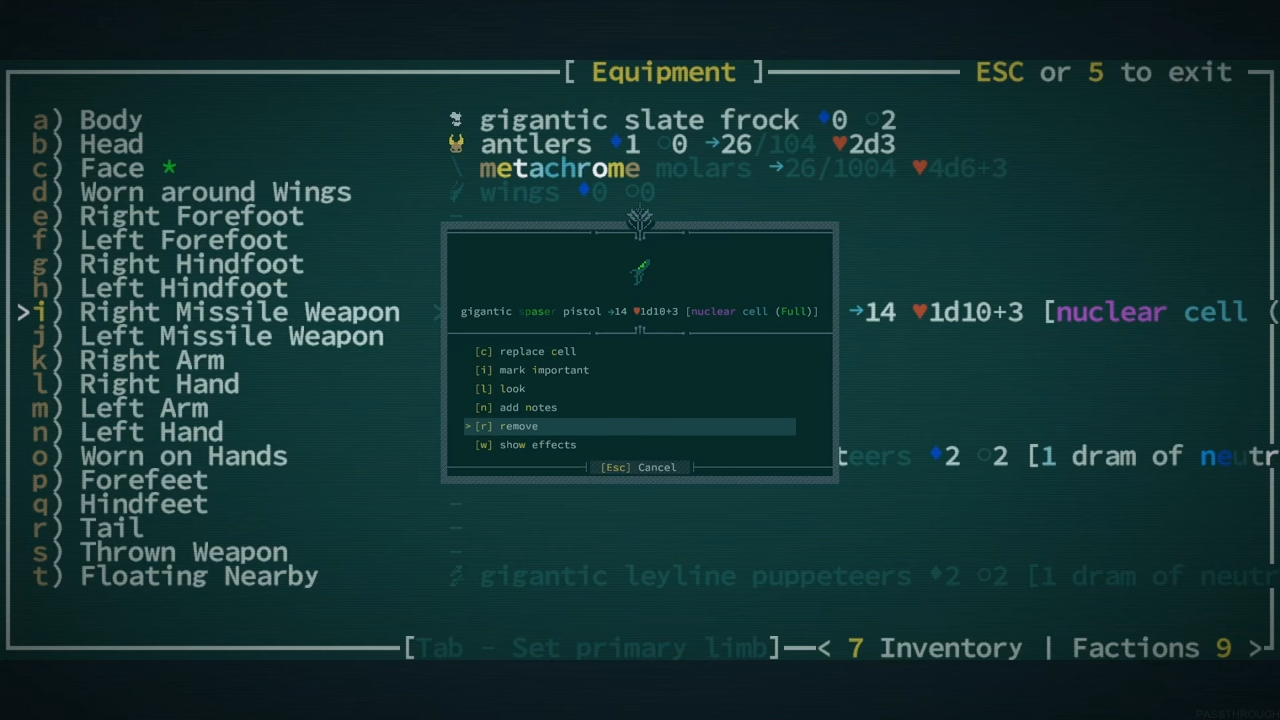 [ Equipment ] ESC or 5 to exit
a) Body gigantic slate frock ♦0 ○2
b) Head antlers ♦1 ○0 →26/104 ♥2d3
c) Face * metachrome molars →26/1004 ♥4d6+3
d) Worn around Wings wings ♦0 ○0
e) Right Forefoot –
f) Left Forefoot
g) Right Hindfoot
h) Left Hindfoot
>i) Right Missile Weapon →14 ♥1d10+3 [nuclear cell (
j) Left Missile Weapon
k) Right Arm
l) Right Hand
m) Left Arm
n) Left Hand
o) Worn on Hands teers ♦2 ○2 [1 dram of neutr
p) Forefeet
q) Hindfeet –
r) Tail –
s) Thrown Weapon –
t) Floating Nearby gigantic leyline puppeteers ♦2 ○2 [1 dram of neutr
gigantic spaser pistol →14 ♥1d10+3 [nuclear cell (Full)]
[c] replace cell
[i] mark important
[l] look
[n] add notes
> [r] remove
[w] show effects
[Esc] Cancel
[Tab – Set primary limb] < 7 Inventory | Factions 9 >